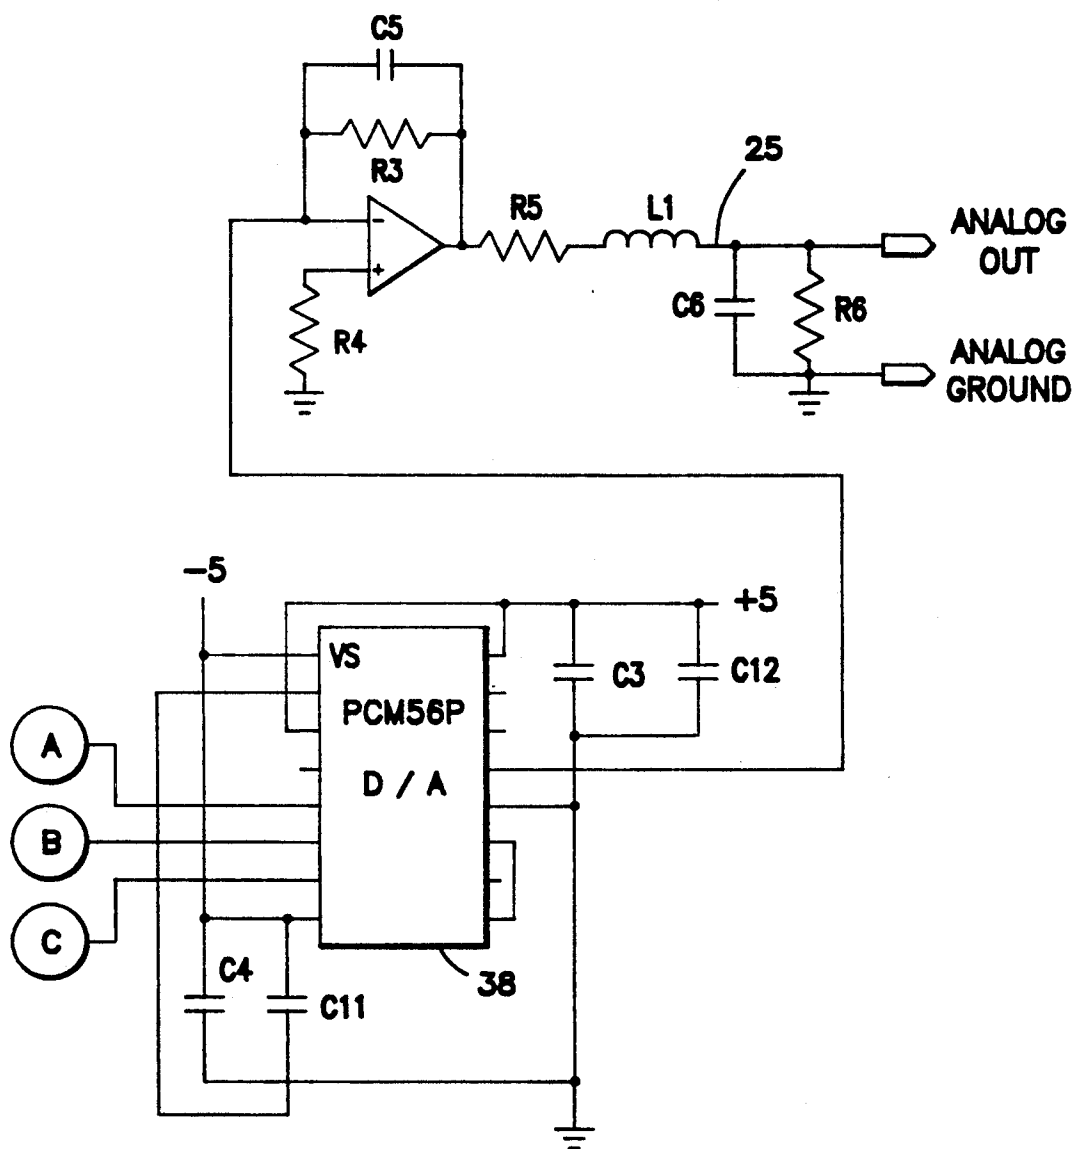 C5
R3
25
R5
L1
ANALOG
OUT
−
+
C6
R6
R4
ANALOG
GROUND
−5
+5
VS
C3
C12
PCM56P
A
D / A
B
C
C4
38
C11